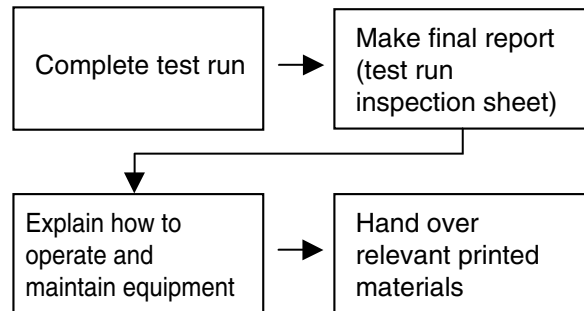 Complete test run
Make final report
(test run
inspection sheet)
Explain how to
operate and
maintain equipment
Hand over
relevant printed
materials